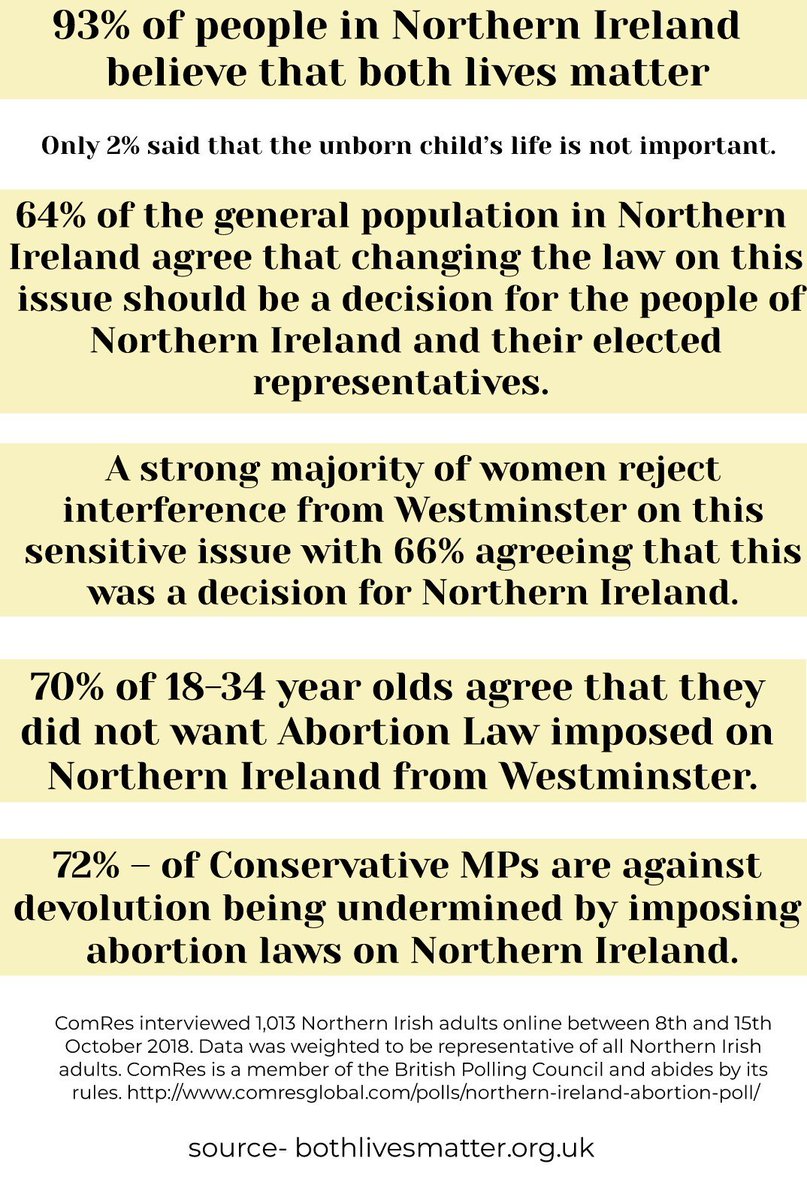 93% of people in Northern Ireland
believe that both lives matter
Only 2% said that the unborn child's life is not important.
64% of the general population in Northern
Ireland agree that changing the law on this
issue should be a decision for the people of
Northern Ireland and their elected
representatives.
A strong majority of women reject
interference from Westminster on this
sensitive issue with 66% agreeing that this
was a decision for Northern Ireland.
70% of 18-34 year olds agree that they
did not want Abortion Law imposed on
Northern Ireland from Westminster.
72% – of Conservative MPs are against
devolution being undermined by imposing
abortion laws on Northern Ireland.
ComRes interviewed 1,013 Northern Irish adults online between 8th and 15th
October 2018. Data was weighted to be representative of all Northern Irish
adults. ComRes is a member of the British Polling Council and abides by its
rules. http://www.comresglobal.com/polls/northern-ireland-abortion-poll/
source- bothlivesmatter.org.uk